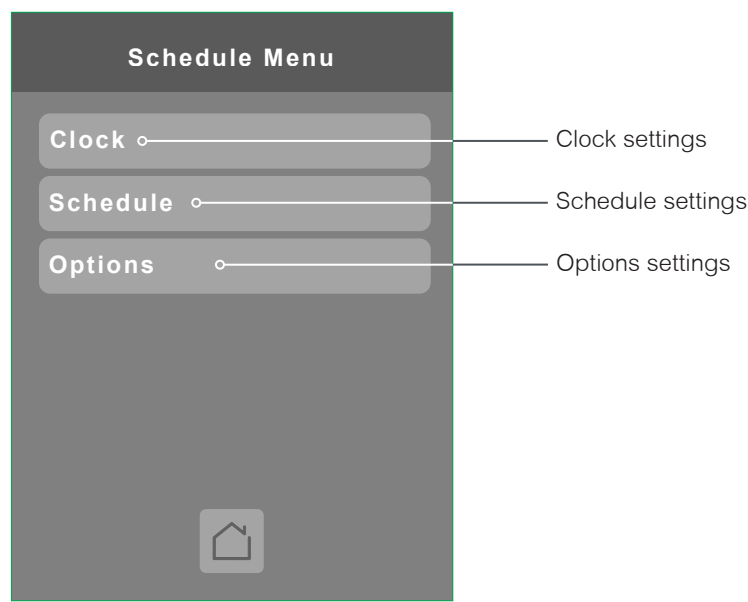 Schedule Menu
Clock
Clock settings
Schedule
Schedule settings
Options
Options settings